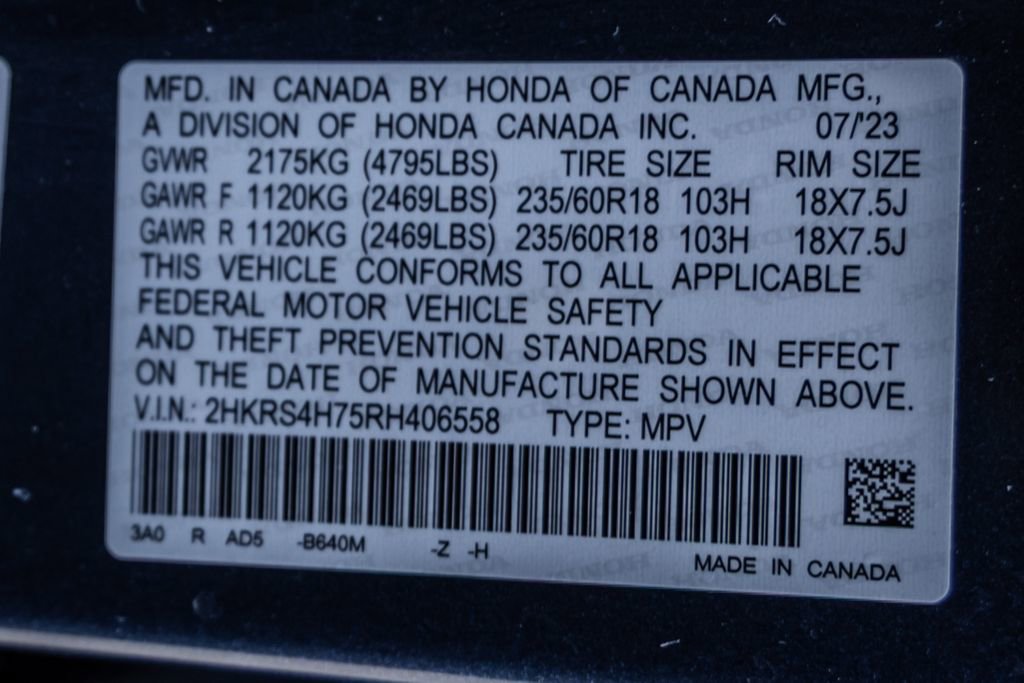 MFD. IN CANADA BY HONDA OF CANADA MFG.,
A DIVISION OF HONDA CANADA INC. 07/'23
GVWR 2175KG (4795LBS) TIRE SIZE RIM SIZE
GAWR F 1120KG (2469LBS) 235/60R18 103H 18X7.5J
GAWR R 1120KG (2469LBS) 235/60R18 103H 18X7.5J
THIS VEHICLE CONFORMS TO ALL APPLICABLE
FEDERAL MOTOR VEHICLE SAFETY
AND THEFT PREVENTION STANDARDS IN EFFECT
ON THE DATE OF MANUFACTURE SHOWN ABOVE.
V.I.N.: 2HKRS4H75RH406558 TYPE: MPV
3A0 R AD5 -B640M -Z -H
MADE IN CANADA